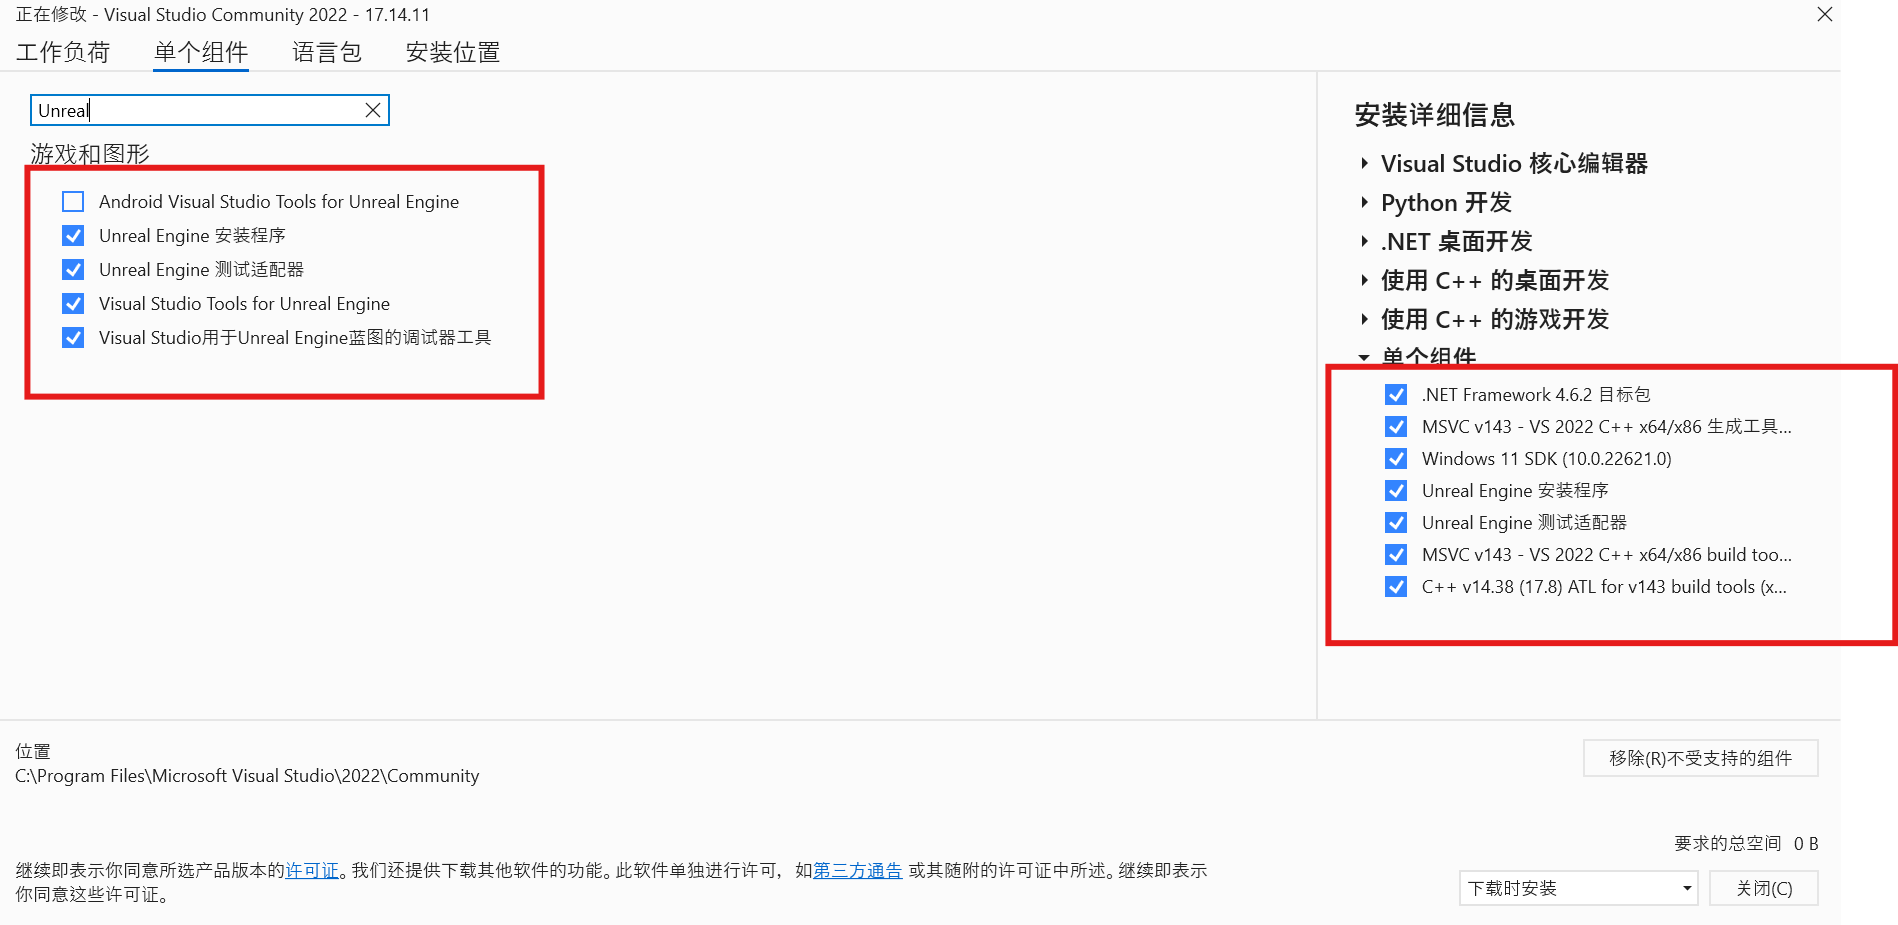 正在修改 - Visual Studio Community 2022 - 17.14.11
工作负荷 单个组件 语言包 安装位置
Unreal
游戏和图形
Android Visual Studio Tools for Unreal Engine
Unreal Engine 安装程序
Unreal Engine 测试适配器
Visual Studio Tools for Unreal Engine
Visual Studio用于Unreal Engine蓝图的调试器工具
安装详细信息
Visual Studio 核心编辑器
Python 开发
.NET 桌面开发
使用 C++ 的桌面开发
使用 C++ 的游戏开发
单个组件
.NET Framework 4.6.2 目标包
MSVC v143 - VS 2022 C++ x64/x86 生成工具...
Windows 11 SDK (10.0.22621.0)
Unreal Engine 安装程序
Unreal Engine 测试适配器
MSVC v143 - VS 2022 C++ x64/x86 build too...
C++ v14.38 (17.8) ATL for v143 build tools (x...
位置
C:\Program Files\Microsoft Visual Studio\2022\Community
移除(R)不受支持的组件
要求的总空间 0 B
继续即表示你同意所选产品版本的许可证。我们还提供下载其他软件的功能。此软件单独进行许可，如第三方通告 或其随附的许可证中所述。继续即表示
你同意这些许可证。
下载时安装
关闭(C)